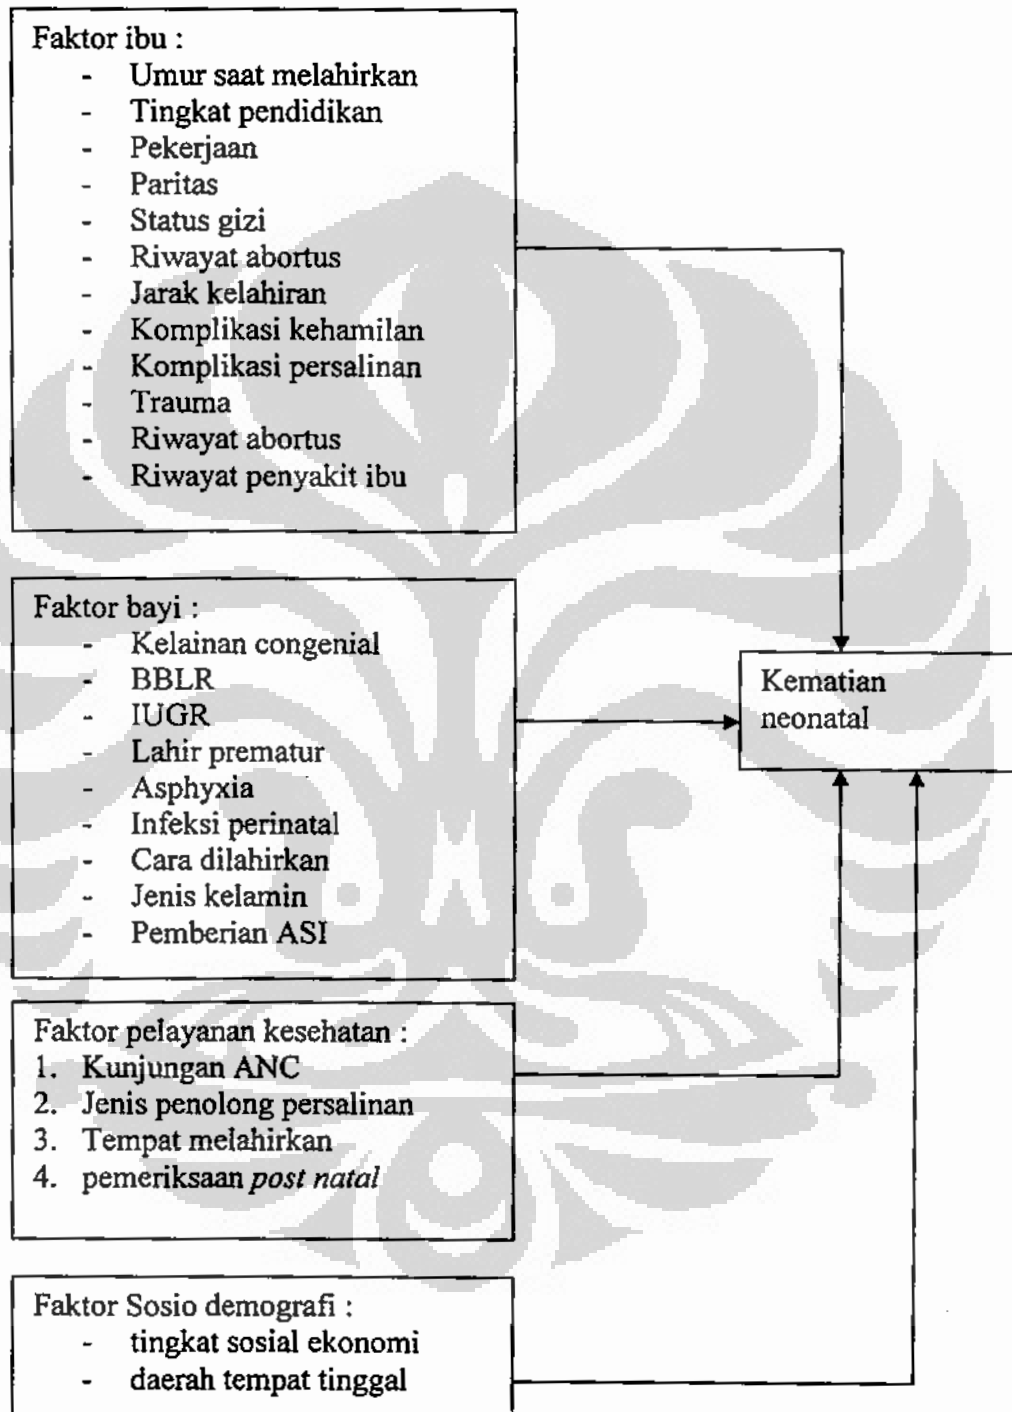 Faktor ibu :
- Umur saat melahirkan
- Tingkat pendidikan
- Pekerjaan
- Paritas
- Status gizi
- Riwayat abortus
- Jarak kelahiran
- Komplikasi kehamilan
- Komplikasi persalinan
- Trauma
- Riwayat abortus
- Riwayat penyakit ibu
Faktor bayi :
- Kelainan congenial
- BBLR
- IUGR
- Lahir prematur
- Asphyxia
- Infeksi perinatal
- Cara dilahirkan
- Jenis kelamin
- Pemberian ASI
Kematian
neonatal
Faktor pelayanan kesehatan :
1. Kunjungan ANC
2. Jenis penolong persalinan
3. Tempat melahirkan
4. pemeriksaan post natal
Faktor Sosio demografi :
- tingkat sosial ekonomi
- daerah tempat tinggal